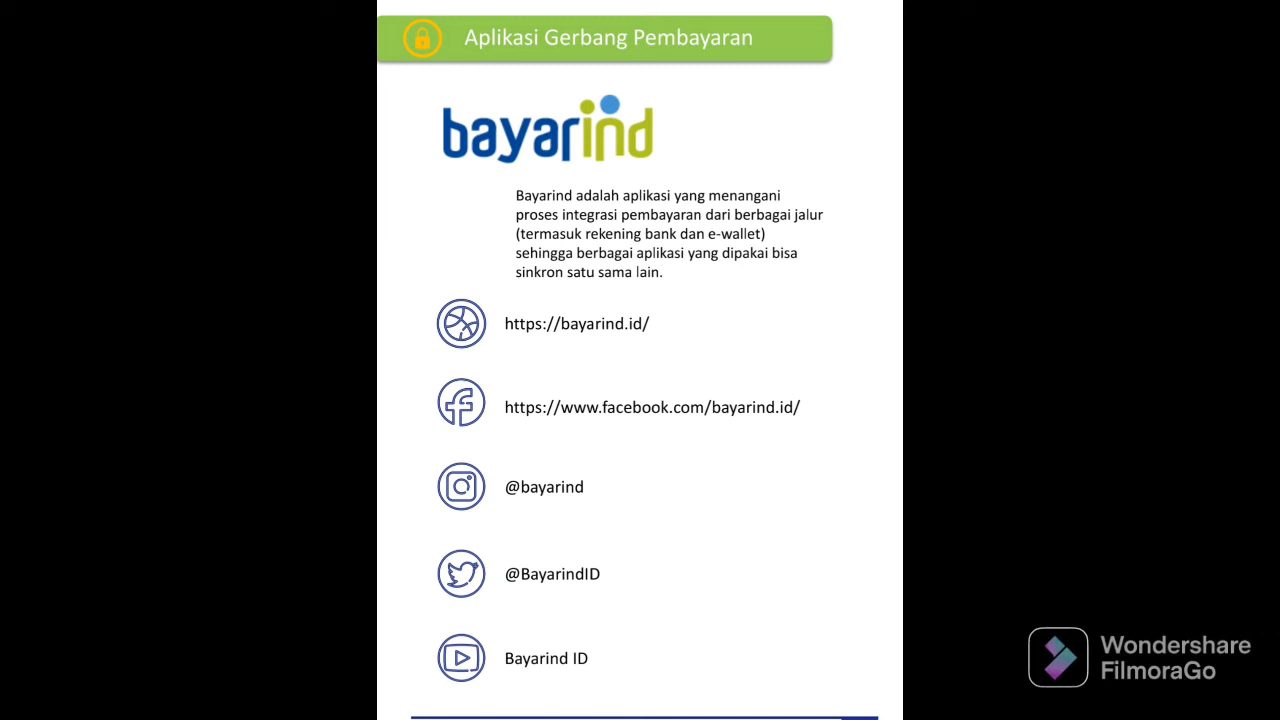 Aplikasi Gerbang Pembayaran
bayarind
Bayarind adalah aplikasi yang menangani
proses integrasi pembayaran dari berbagai jalur
(termasuk rekening bank dan e-wallet)
sehingga berbagai aplikasi yang dipakai bisa
sinkron satu sama lain.
https://bayarind.id/
https://www.facebook.com/bayarind.id/
@bayarind
@BayarindID
Bayarind ID
Wondershare
FilmoraGo